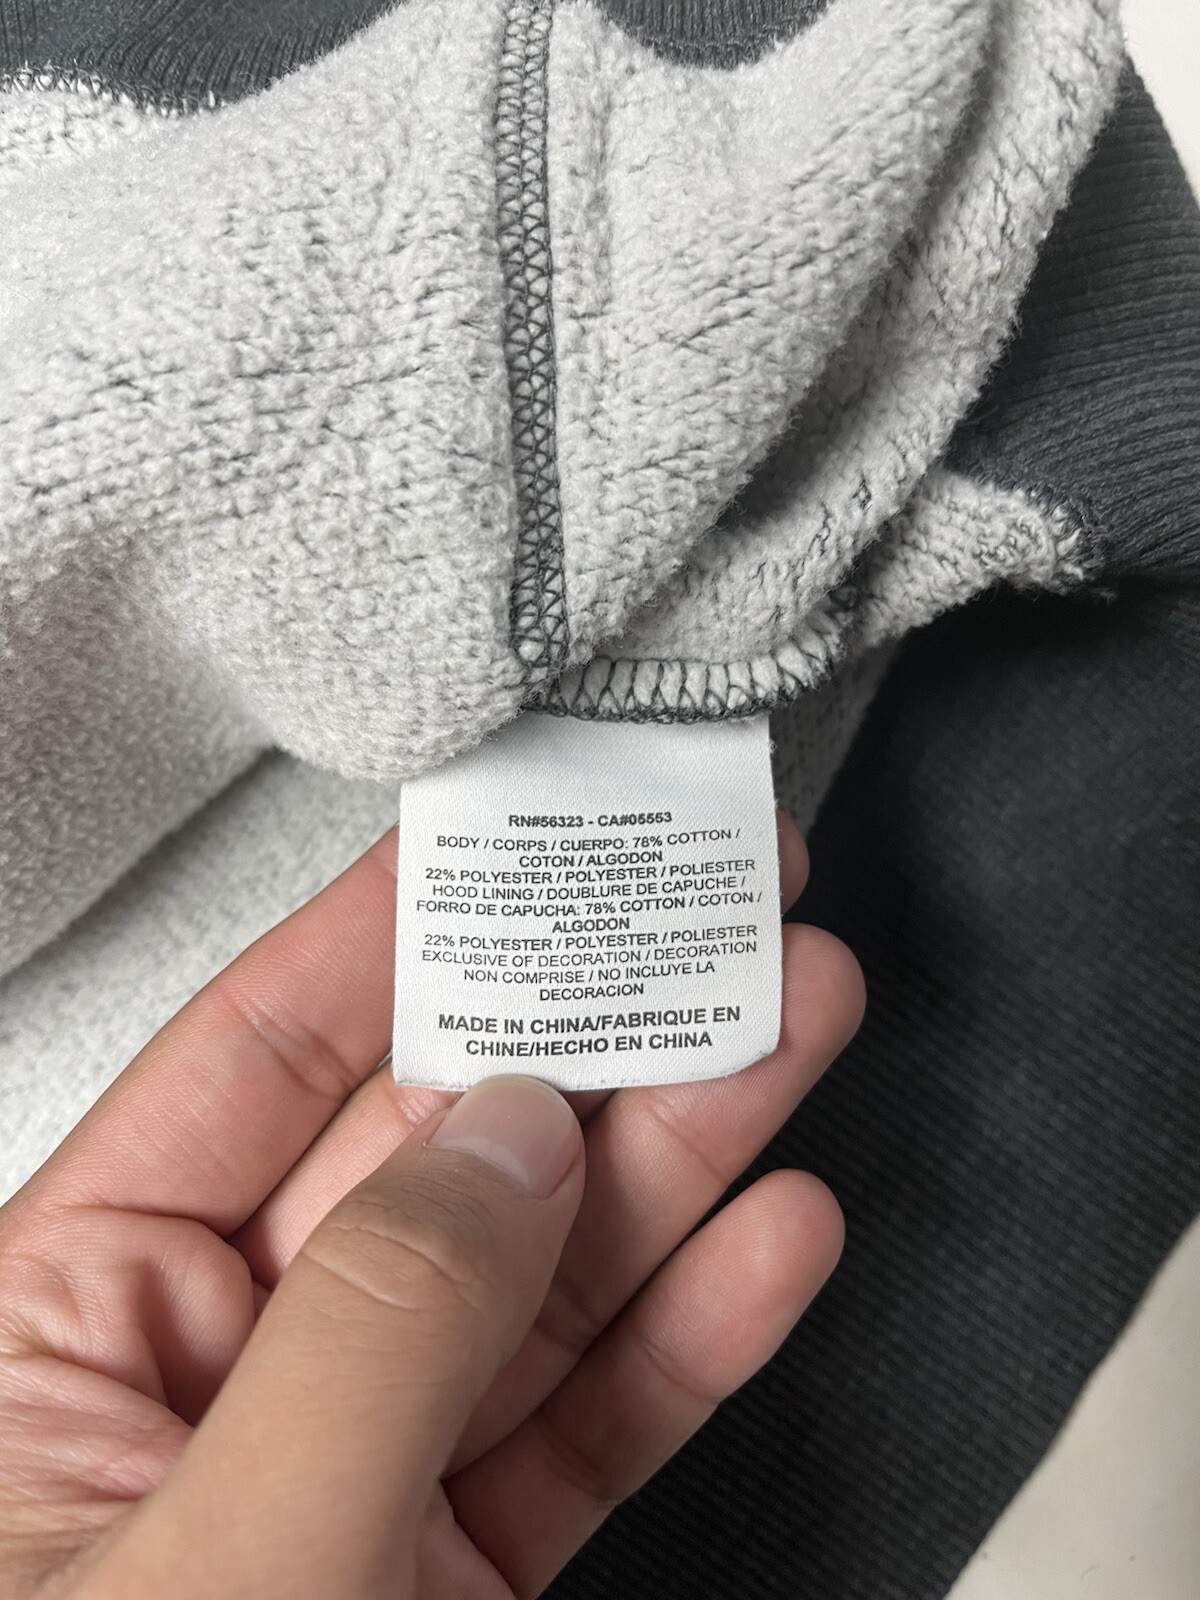 RN#56323 - CA#05553
BODY / CORPS / CUERPO: 78% COTTON /
COTON / ALGODON
22% POLYESTER / POLYESTER / POLIESTER
HOOD LINING / DOUBLURE DE CAPUCHE /
FORRO DE CAPUCHA: 78% COTTON / COTON /
ALGODON
22% POLYESTER / POLYESTER / POLIESTER
EXCLUSIVE OF DECORATION / DECORATION
NON COMPRISE / NO INCLUYE LA
DECORACION
MADE IN CHINA/FABRIQUE EN
CHINE/HECHO EN CHINA